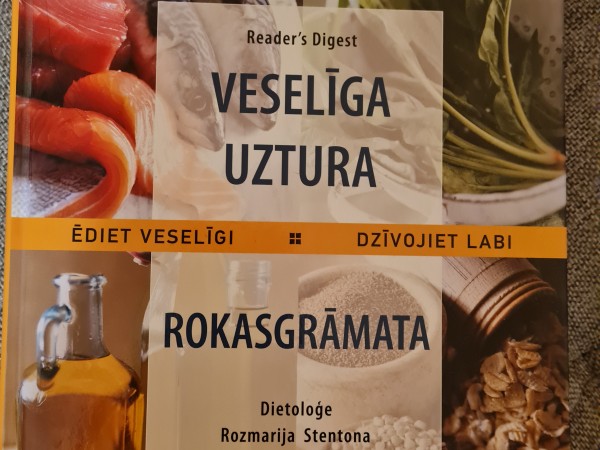 Reader's Digest
VESELĪGA
UZTURA
ĒDIET VESELĪGI DZĪVOJIET LABI
ROKASGRĀMATA
Dietoloģe
Rozmarija Stentona